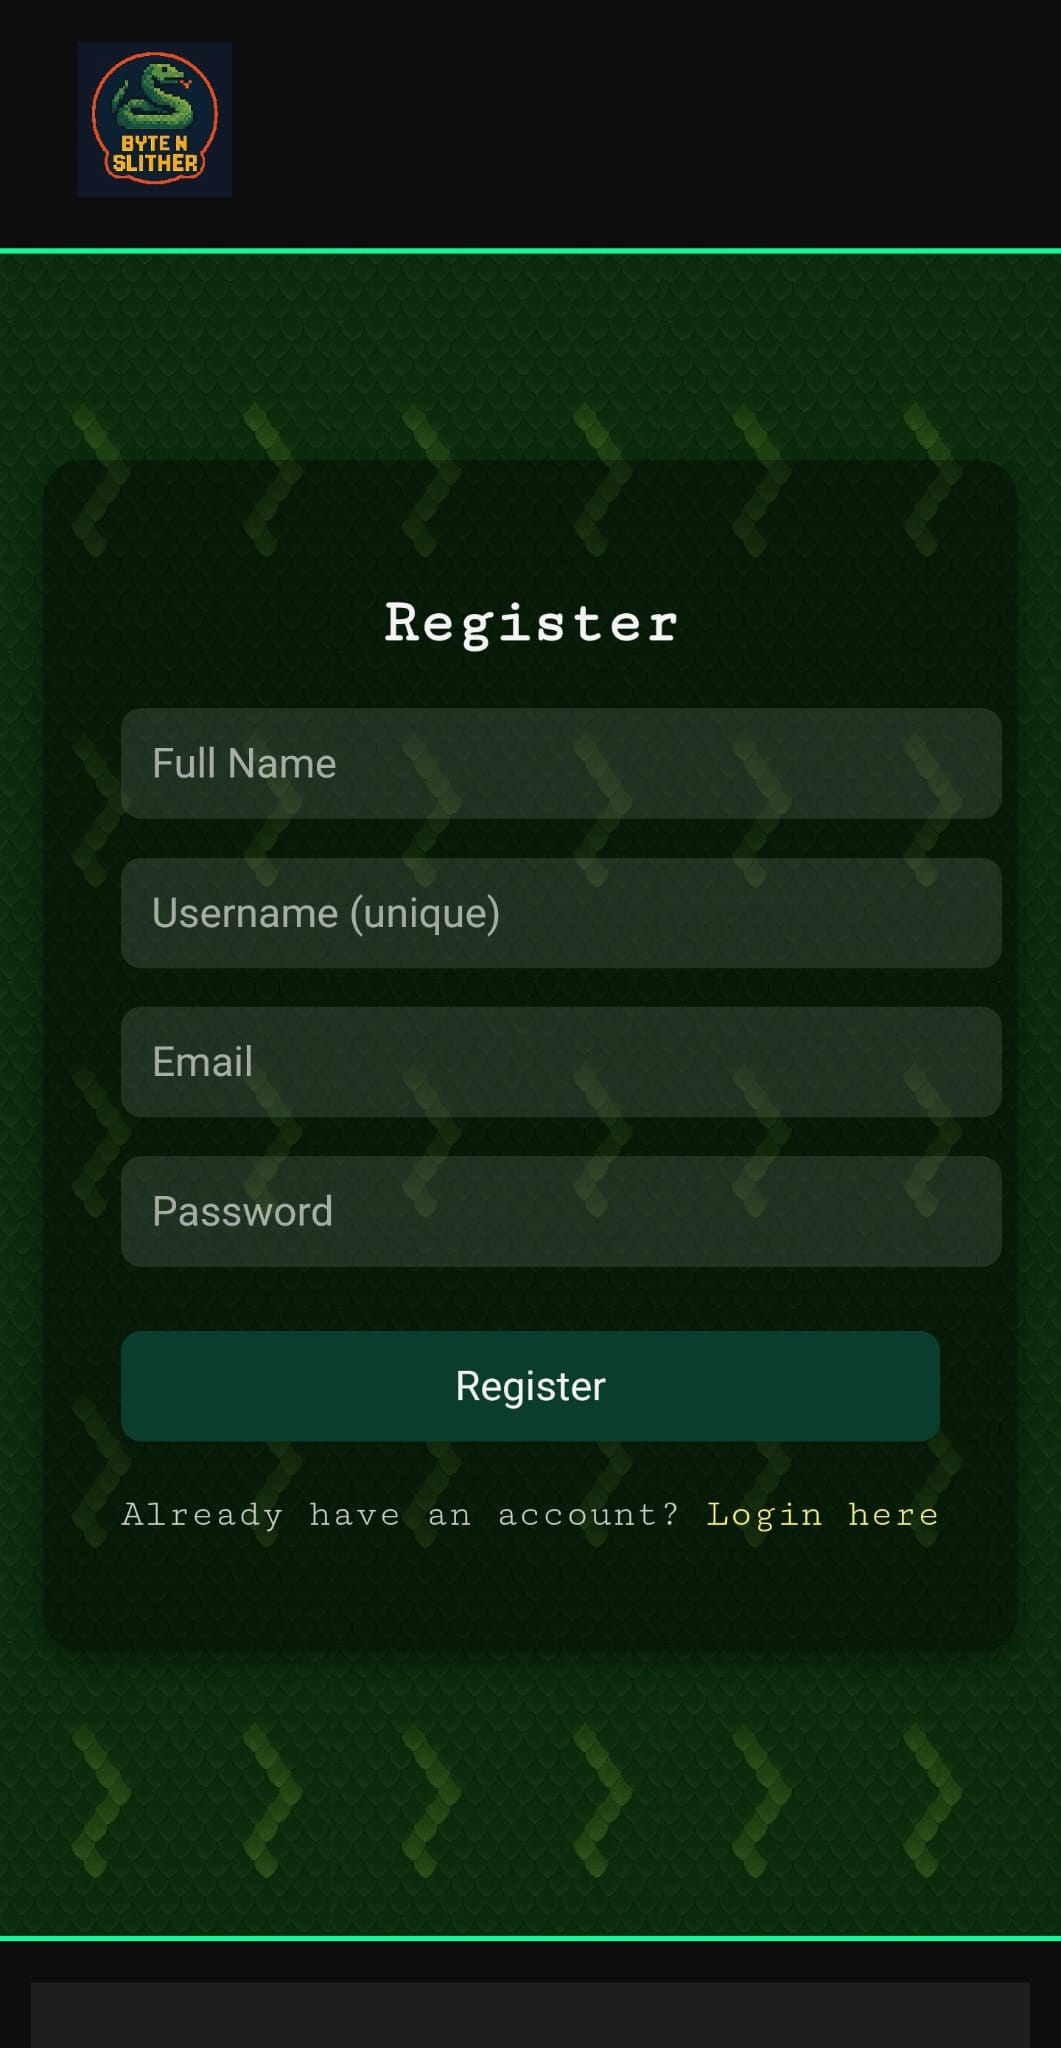 BYTE N
SLITHER
Register
Full Name
Username (unique)
Email
Password
Register
Already have an account? Login here